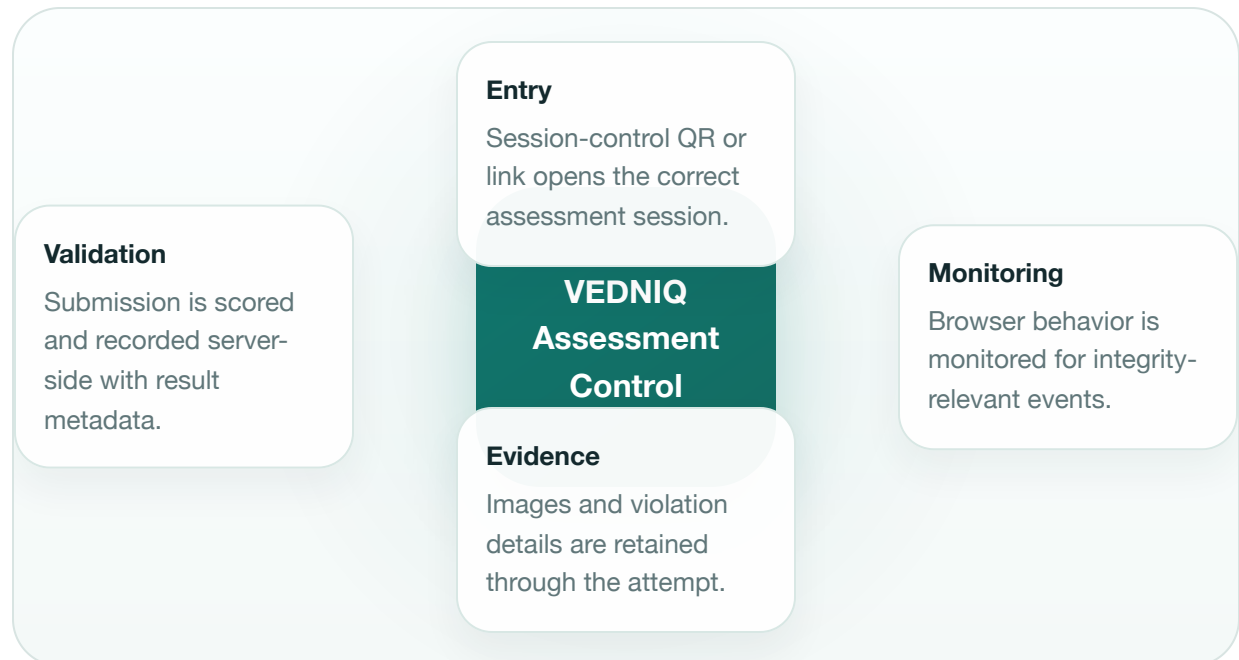 Entry
Session-control QR or
link opens the correct
assessment session.
Validation
Submission is scored
and recorded server-
side with result
metadata.
VEDNIQ
Assessment
Control
Monitoring
Browser behavior is
monitored for integrity-
relevant events.
Evidence
Images and violation
details are retained
through the attempt.